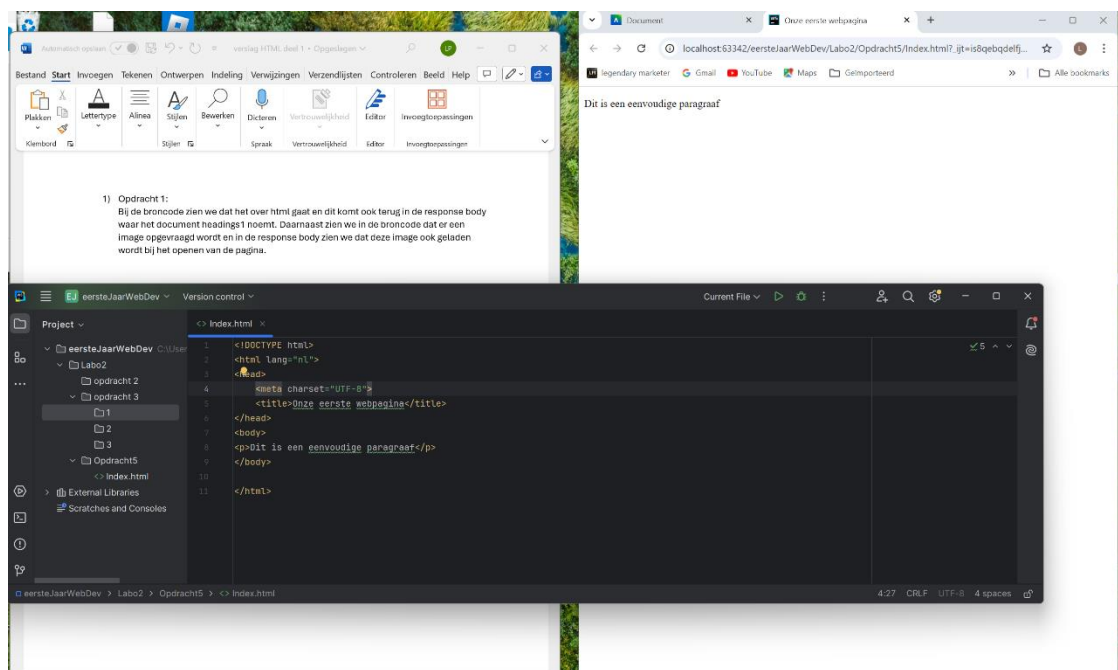 Automatisch opslaan
verslag HTML deel 1 • Opgeslagen
LP
Bestand Start Invoegen Tekenen Ontwerpen Indeling Verwijzingen Verzendlijsten Controleren Beeld Help
Plakken
Lettertype
Alinea
Stijlen
Bewerken
Dicteren
Vertrouwelijkheid
Editor
Invoegtoepassingen
Klembord
Stijlen
Spraak
Vertrouwelijkheid
Editor
Invoegtoepassingen
1) Opdracht 1:
Bij de broncode zien we dat het over html gaat en dit komt ook terug in de response body
waar het document headings1 noemt. Daarnaast zien we in de broncode dat er een
image opgevraagd wordt en in de response body zien we dat deze image ook geladen
wordt bij het openen van de pagina.
Document
Onze eerste webpagina
localhost:63342/eersteJaarWebDev/Labo2/Opdracht5/Index.html?_ijt=is8qebqdelfj...
legendary marketer
Gmail
YouTube
Maps
Geïmporteerd
Alle bookmarks
Dit is een eenvoudige paragraaf
EJ eersteJaarWebDev
Version control
Current File
Project
<> Index.html
eersteJaarWebDev C:\User
Labo2
opdracht 2
opdracht 3
1
2
3
Opdracht5
<> Index.html
External Libraries
Scratches and Consoles
1 <!DOCTYPE html>
2 <html lang="nl">
3 <head>
4 <meta charset="UTF-8">
5 <title>Onze eerste webpagina</title>
6 </head>
7 <body>
8 <p>Dit is een eenvoudige paragraaf</p>
9 </body>
10
11 </html>
5
eersteJaarWebDev > Labo2 > Opdracht5 > <> Index.html
4:27 CRLF UTF-8 4 spaces